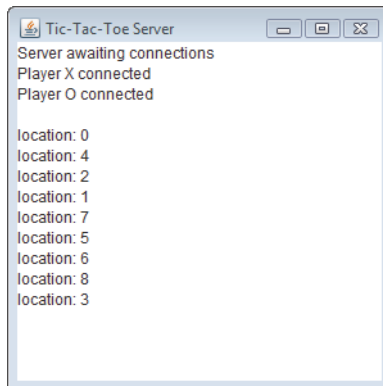 Tic-Tac-Toe Server
Server awaiting connections
Player X connected
Player O connected
location: 0
location: 4
location: 2
location: 1
location: 7
location: 5
location: 6
location: 8
location: 3